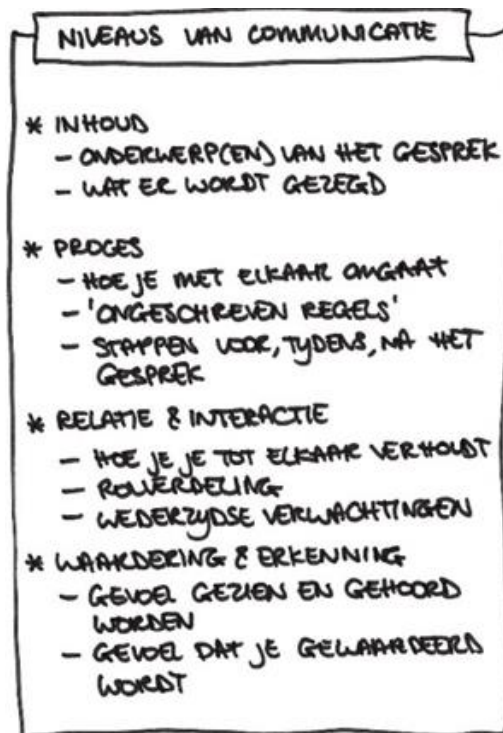 NIVEAUS VAN COMMUNICATIE
* INHOUD
- ONDERWERP(EN) VAN HET GESPREK
- WAT ER WORDT GEZEGD
* PROCES
- HOE JE MET ELKAAR OMGAAT
- 'ONGESCHREVEN REGELS'
- STAPPEN VOOR, TIJDENS, NA HET
GESPREK
* RELATIE & INTERACTIE
- HOE JE JE TOT ELKAAR VERHOUDT
- ROLVERDELING
- WEDERZIJDSE VERWACHTINGEN
* WAARDERING & ERKENNING
- GEVOEL GEZIEN EN GEHOORD
WORDEN
- GEVOEL DAT JE GEWAARDEERD
WORDT